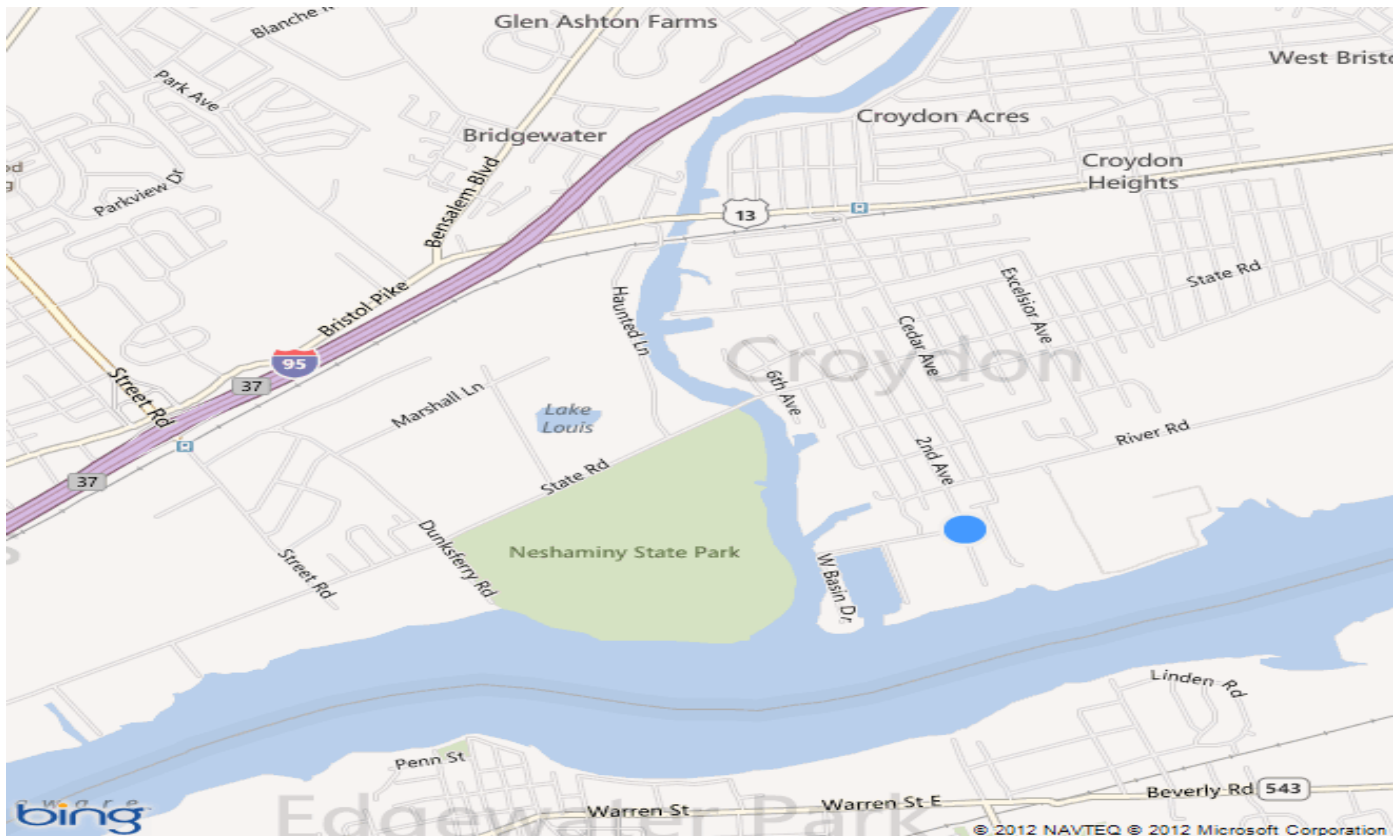 Glen Ashton Farms
Blanche R
West Bristo
Park Ave
Croydon Acres
Bridgewater
Croydon
Heights
Parkview Dr
Bensalem Blvd
13
State Rd
Excelsior Ave
Haunted Ln
Bristol Pike
Cedar Ave
95
Croydon
37
Street Rd
6th Ave
Marshall Ln
Lake
Louis
2nd Ave
River Rd
State Rd
37
Neshaminy State Park
Dunksferry Rd
Street Rd
W Basin Dr
Linden Rd
Penn St
Beverly Rd 543
Warren St E
Warren St
Edgewater Park
aware
bing
© 2012 NAVTEQ © 2012 Microsoft Corporation